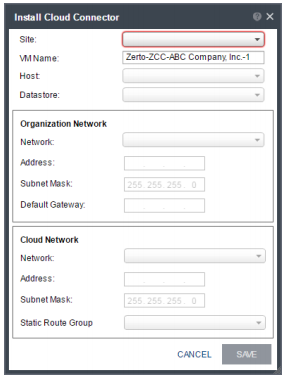 Install Cloud Connector
Site:
VM Name: Zerto-ZCC-ABC Company, Inc.-1
Host:
Datastore:
Organization Network
Network:
Address:
Subnet Mask: 255.255.255. 0
Default Gateway:
Cloud Network
Network:
Address:
Subnet Mask: 255.255.255. 0
Static Route Group
CANCEL SAVE